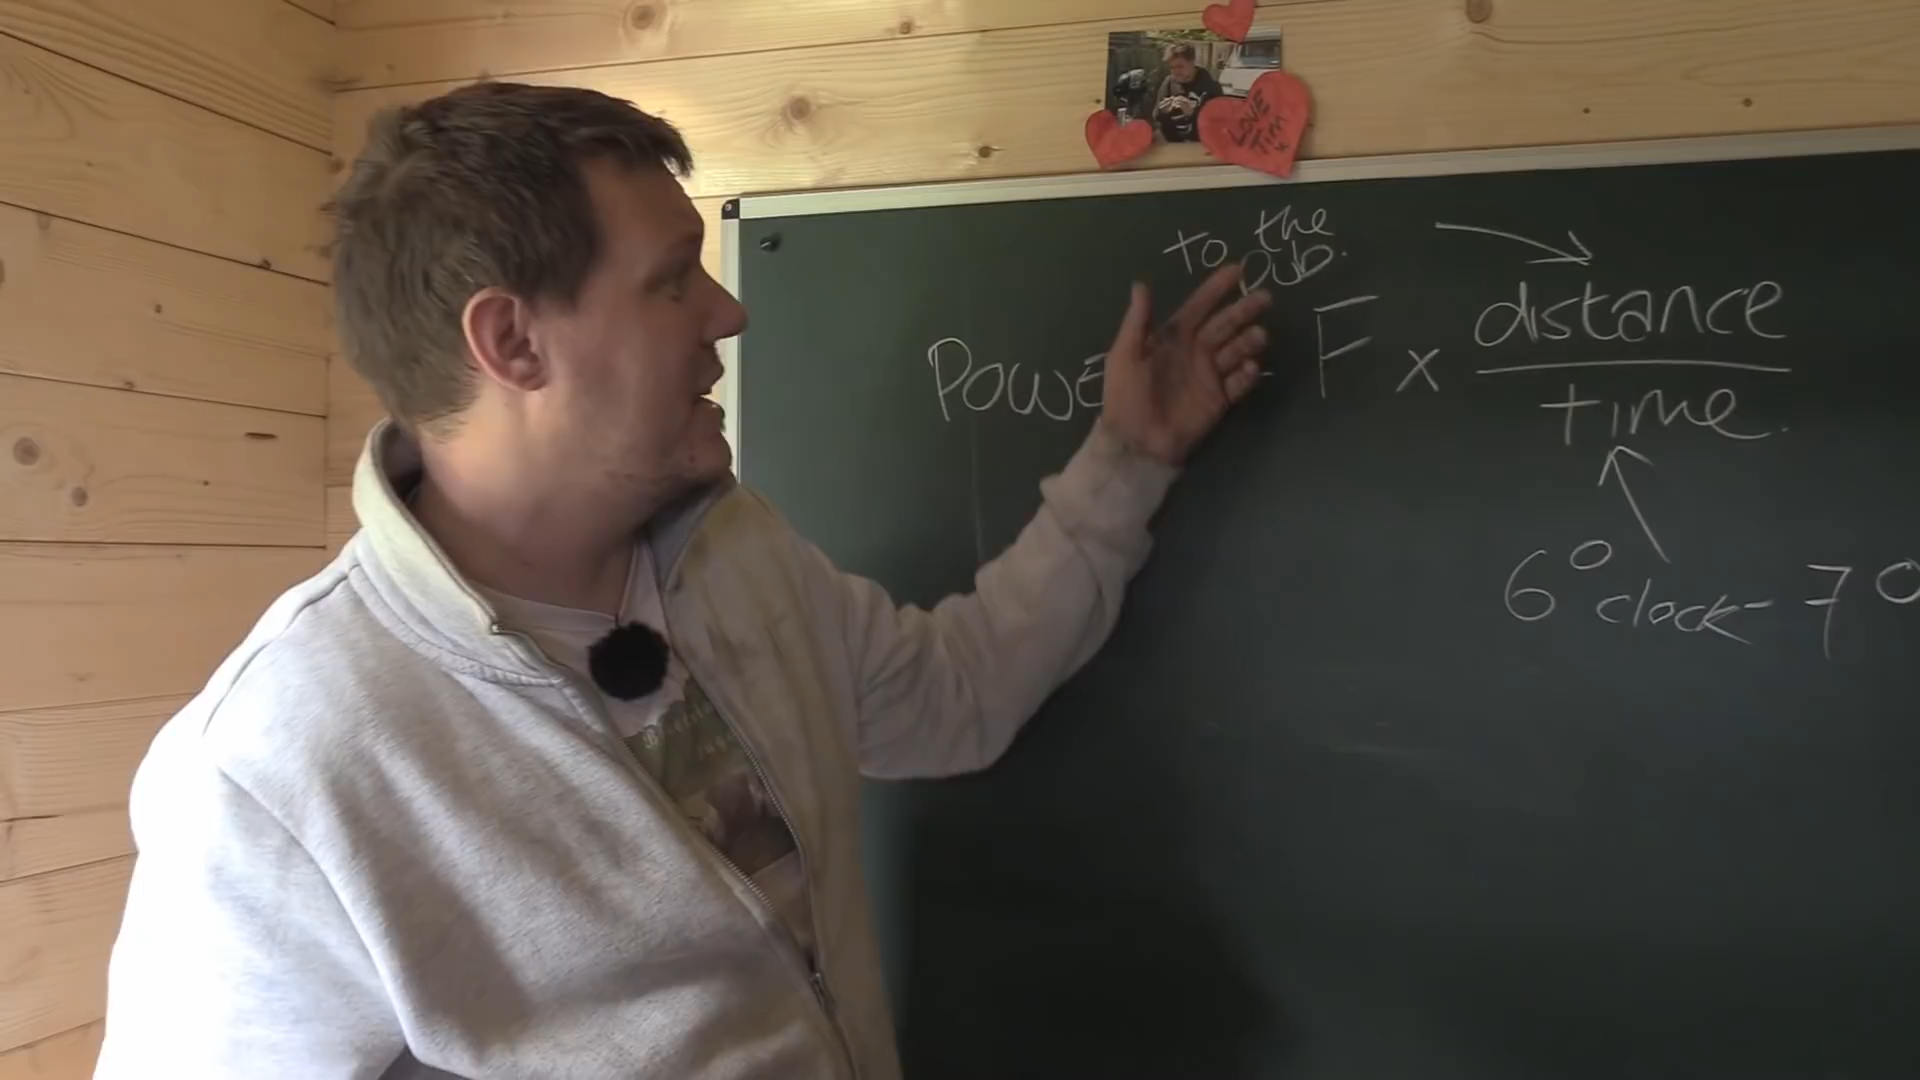 LOVE
Tim
x
to the
pub.
POWE F x distance
time.
6 O clock - 7 O